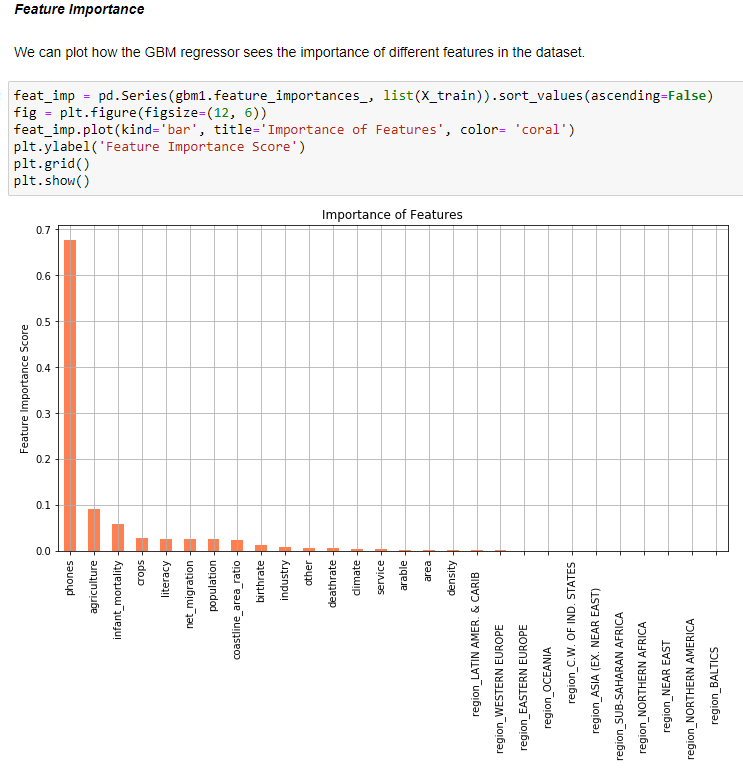 Feature Importance
We can plot how the GBM regressor sees the importance of different features in the dataset.
feat_imp = pd.Series(gbm1.feature_importances_, list(X_train)).sort_values(ascending=False)
fig = plt.figure(figsize=(12, 6))
feat_imp.plot(kind='bar', title='Importance of Features', color= 'coral')
plt.ylabel('Feature Importance Score')
plt.grid()
plt.show()
Importance of Features
Feature Importance Score
0.7
0.6
0.5
0.4
0.3
0.2
0.1
0.0
phones
agriculture
infant_mortality
crops
literacy
net_migration
population
coastline_area_ratio
birthrate
industry
other
deathrate
climate
service
arable
area
density
region_LATIN AMER. & CARIB
region_WESTERN EUROPE
region_EASTERN EUROPE
region_OCEANIA
region_C.W. OF IND. STATES
region_ASIA (EX. NEAR EAST)
region_SUB-SAHARAN AFRICA
region_NORTHERN AFRICA
region_NEAR EAST
region_NORTHERN AMERICA
region_BALTICS